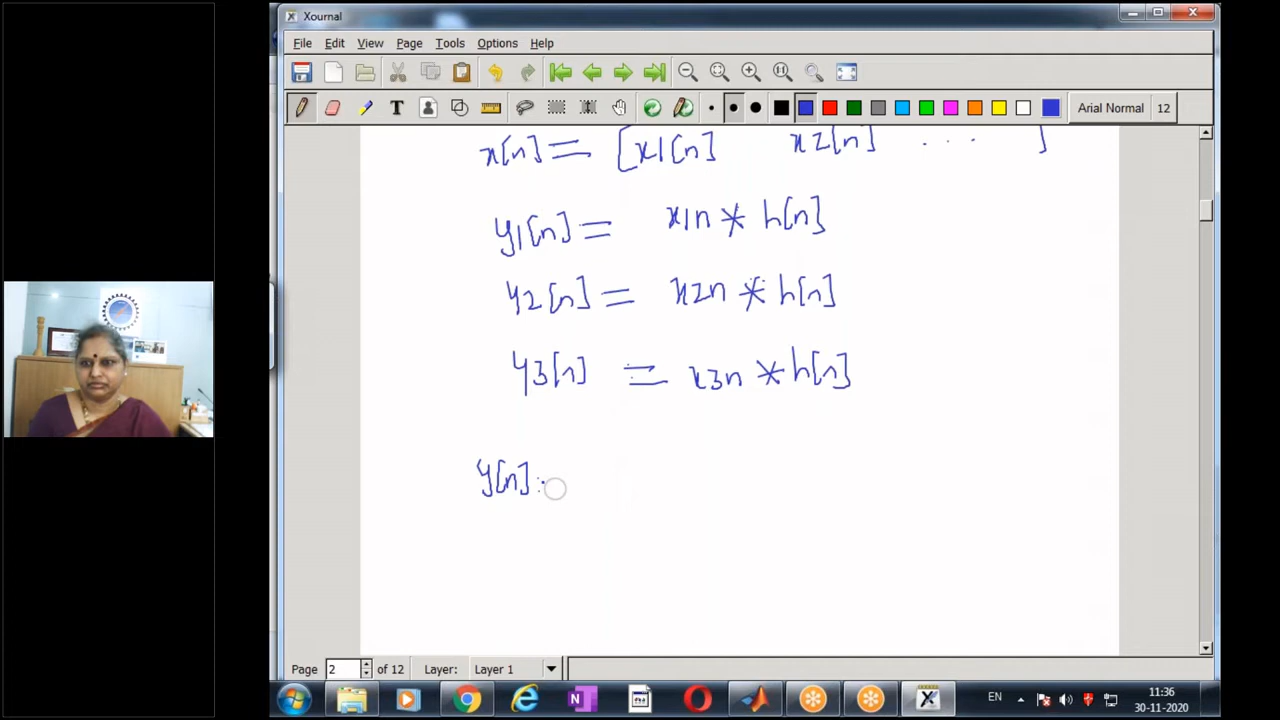 Xournal
File Edit View Page Tools Options Help
Arial Normal 12
x[n] = [x1[n] x2[n] ... ]
y1[n] = x1n * h[n]
y2[n] = x2n * h[n]
y3[n] = x3n * h[n]
y[n]
Page 2 of 12 Layer: Layer 1
EN 11:36
30-11-2020